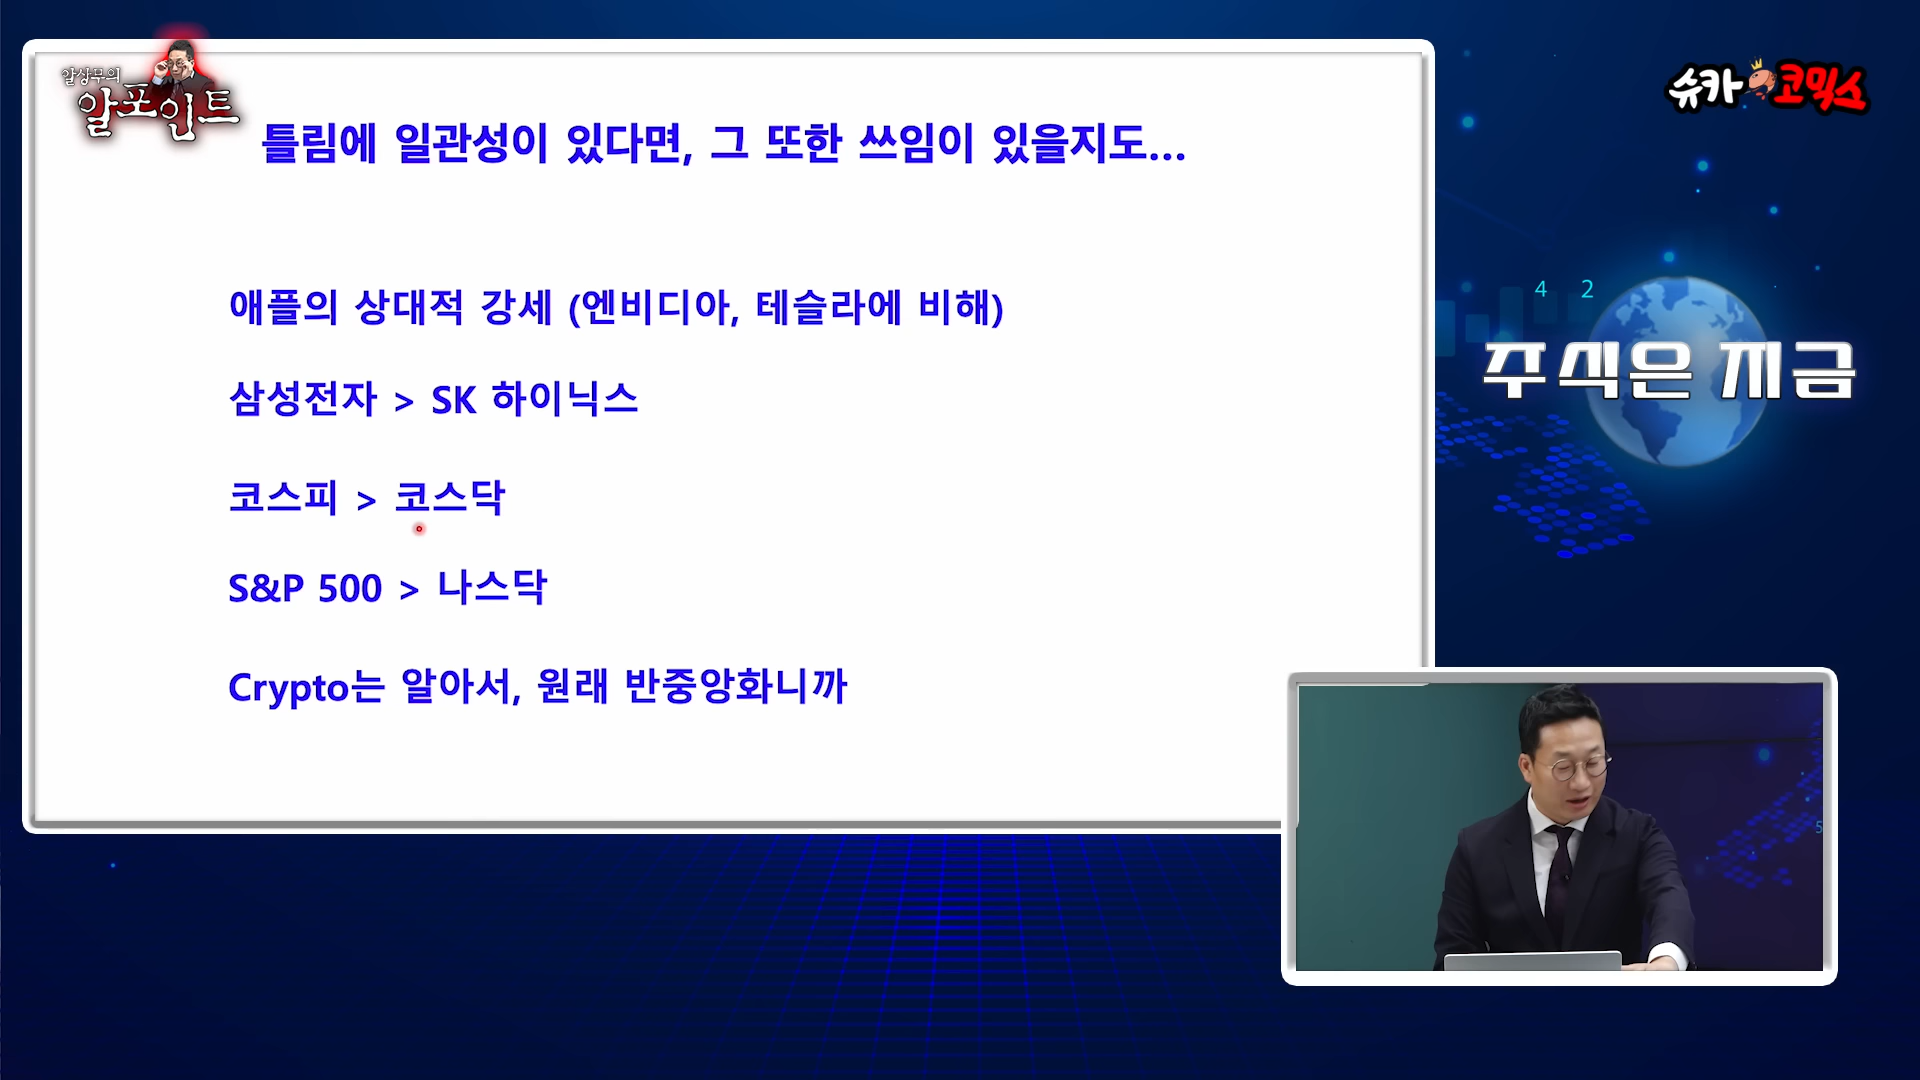 알상무의
알포인트
슈카코믹스
틀림에 일관성이 있다면, 그 또한 쓰임이 있을지도...
애플의 상대적 강세 (엔비디아, 테슬라에 비해)
4 2
주식은 지금
삼성전자 > SK 하이닉스
코스피 > 코스닥
S&P 500 > 나스닥
Crypto는 알아서, 원래 반중앙화니까
5